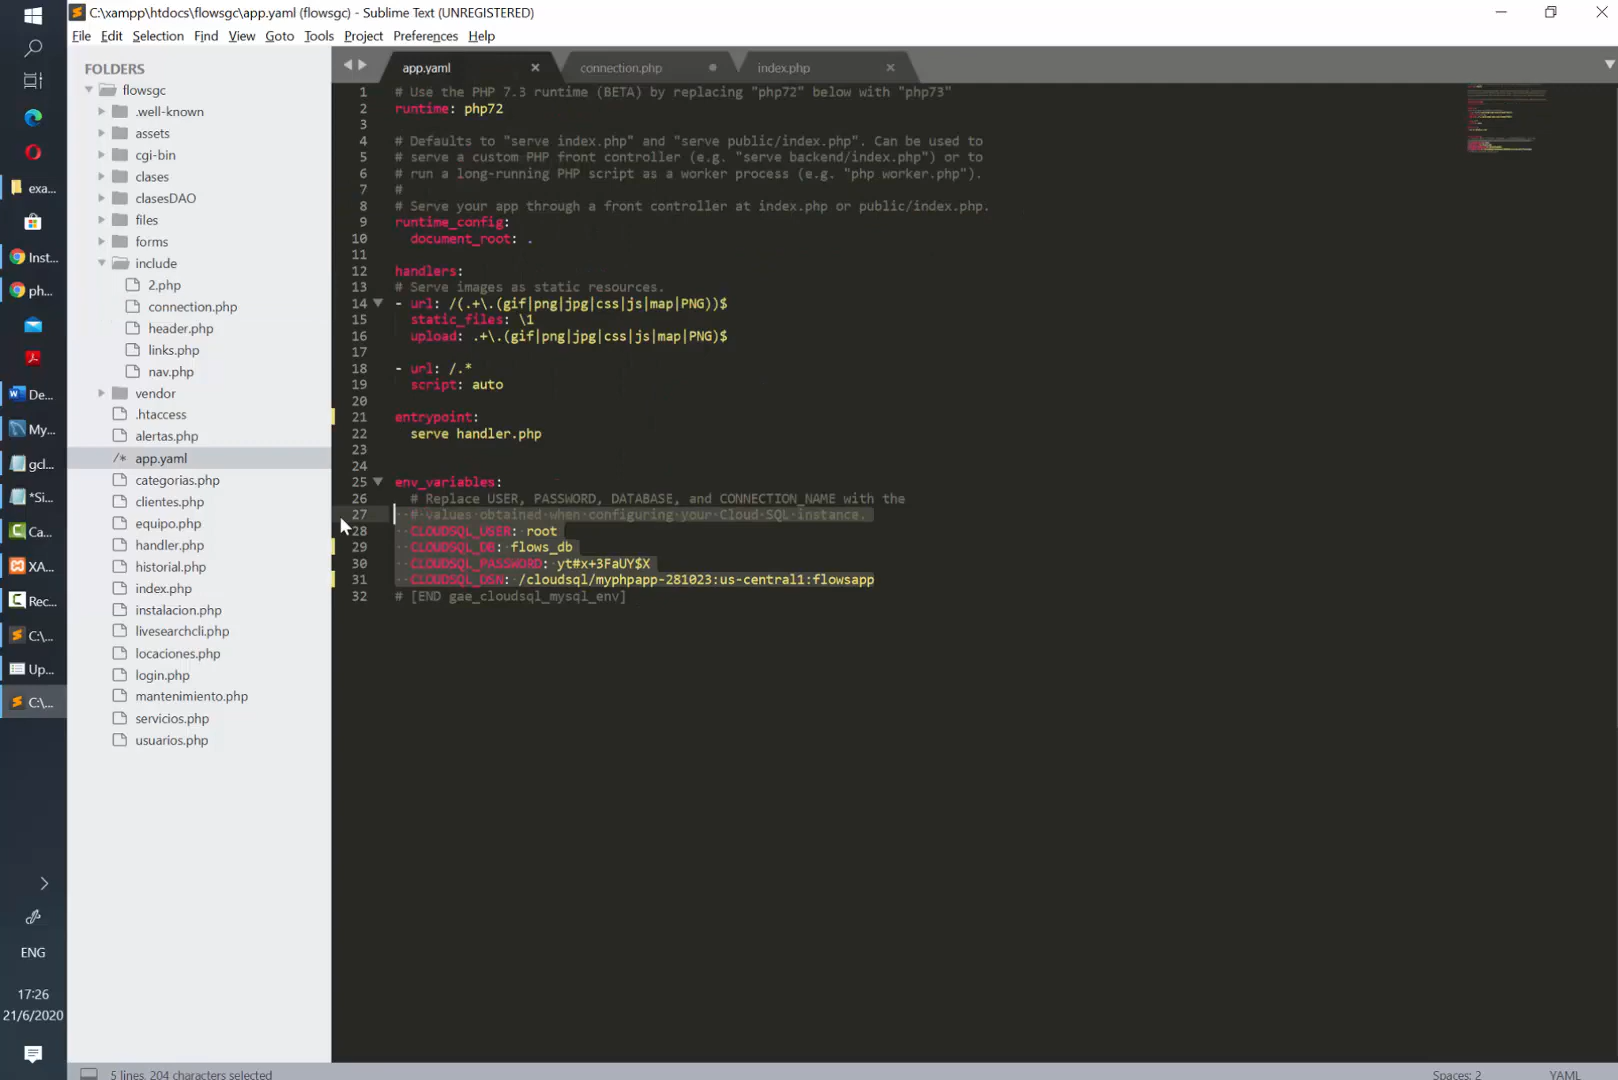 C:\xampp\htdocs\flowsgc\app.yaml (flowsgc) - Sublime Text (UNREGISTERED)
File Edit Selection Find View Goto Tools Project Preferences Help
FOLDERS
flowsgc
.well-known
assets
cgi-bin
clases
clasesDAO
files
forms
include
2.php
connection.php
header.php
links.php
nav.php
vendor
.htaccess
alertas.php
/* app.yaml
categorias.php
clientes.php
equipo.php
handler.php
historial.php
index.php
instalacion.php
livesearchcli.php
locaciones.php
login.php
mantenimiento.php
servicios.php
usuarios.php
app.yaml connection.php index.php
1 # Use the PHP 7.3 runtime (BETA) by replacing "php72" below with "php73"
2 runtime: php72
3
4 # Defaults to "serve index.php" and "serve public/index.php". Can be used to
5 # serve a custom PHP front controller (e.g. "serve backend/index.php") or to
6 # run a long-running PHP script as a worker process (e.g. "php worker.php").
7 #
8 # Serve your app through a front controller at index.php or public/index.php.
9 runtime_config:
10 document_root: .
11
12 handlers:
13 # Serve images as static resources.
14 - url: /(.+\.(gif|png|jpg|css|js|map|PNG))$
15 static_files: \1
16 upload: .+\.(gif|png|jpg|css|js|map|PNG)$
17
18 - url: /.*
19 script: auto
20
21 entrypoint:
22 serve handler.php
23
24
25 env_variables:
26 # Replace USER, PASSWORD, DATABASE, and CONNECTION_NAME with the
27 # values obtained when configuring your Cloud SQL instance.
28 CLOUDSQL_USER: root
29 CLOUDSQL_DB: flows_db
30 CLOUDSQL_PASSWORD: yt#x+3FaUY$X
31 CLOUDSQL_DSN: /cloudsql/myphpapp-281023:us-central1:flowsapp
32 # [END gae_cloudsql_mysql_env]
exa...
Inst...
ph...
De...
My...
gcl...
*Si...
Ca...
XA...
Rec...
C:\...
Up...
C:\...
ENG
17:26
21/6/2020
5 lines, 204 characters selected
Spaces: 2 YAML